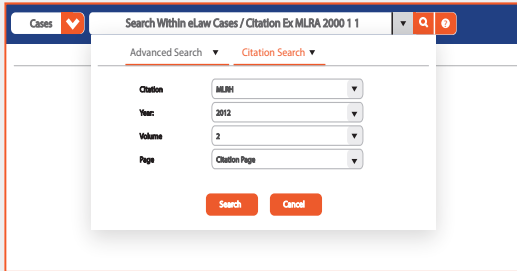 Cases Search Within eLaw Cases / Citation Ex MLRA 2000 1 1
Advanced Search Citation Search
Citation MLRH
Year: 2012
Volume 2
Page Citation Page
Search Cancel